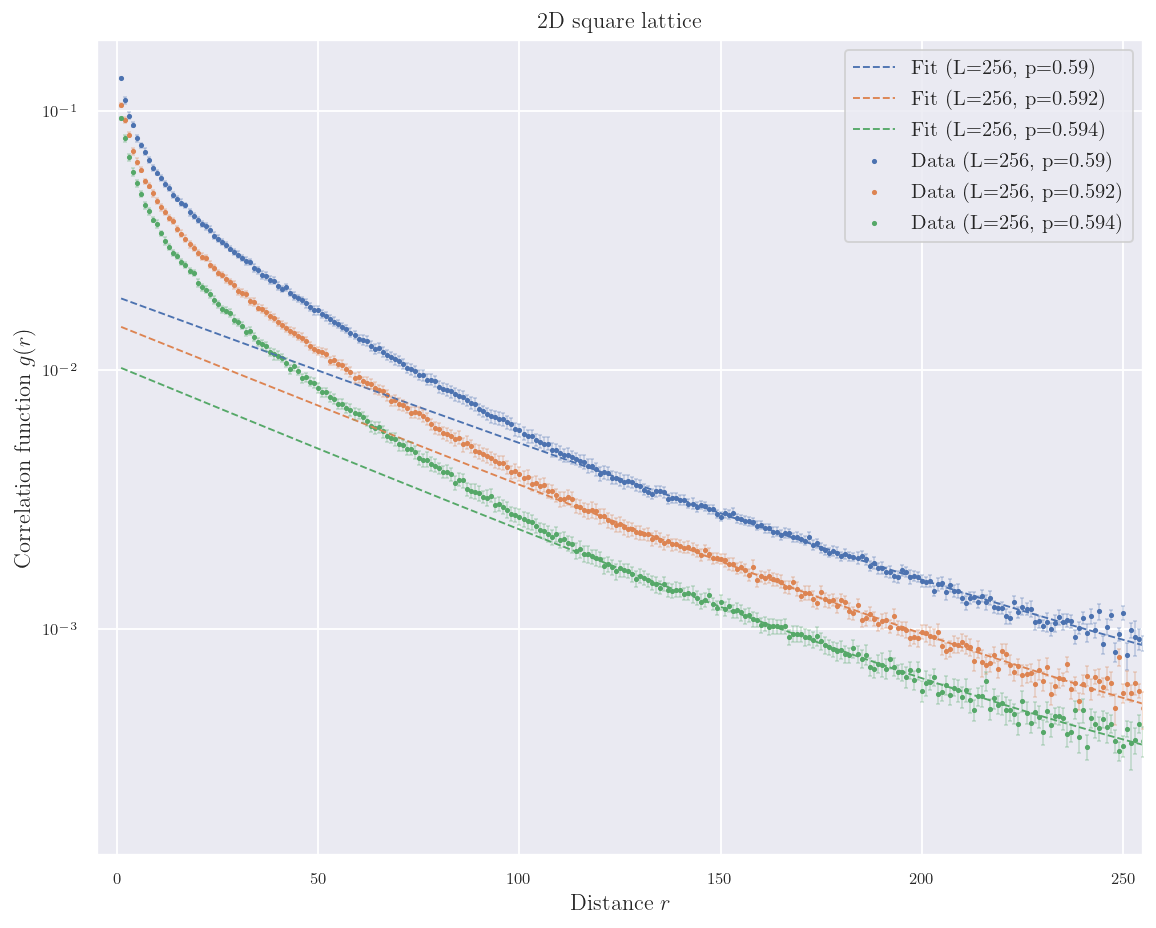 2D square lattice
Correlation function g(r)
10⁻¹
10⁻²
10⁻³
Fit (L=256, p=0.59)
Fit (L=256, p=0.592)
Fit (L=256, p=0.594)
Data (L=256, p=0.59)
Data (L=256, p=0.592)
Data (L=256, p=0.594)
0 50 100 150 200 250
Distance r